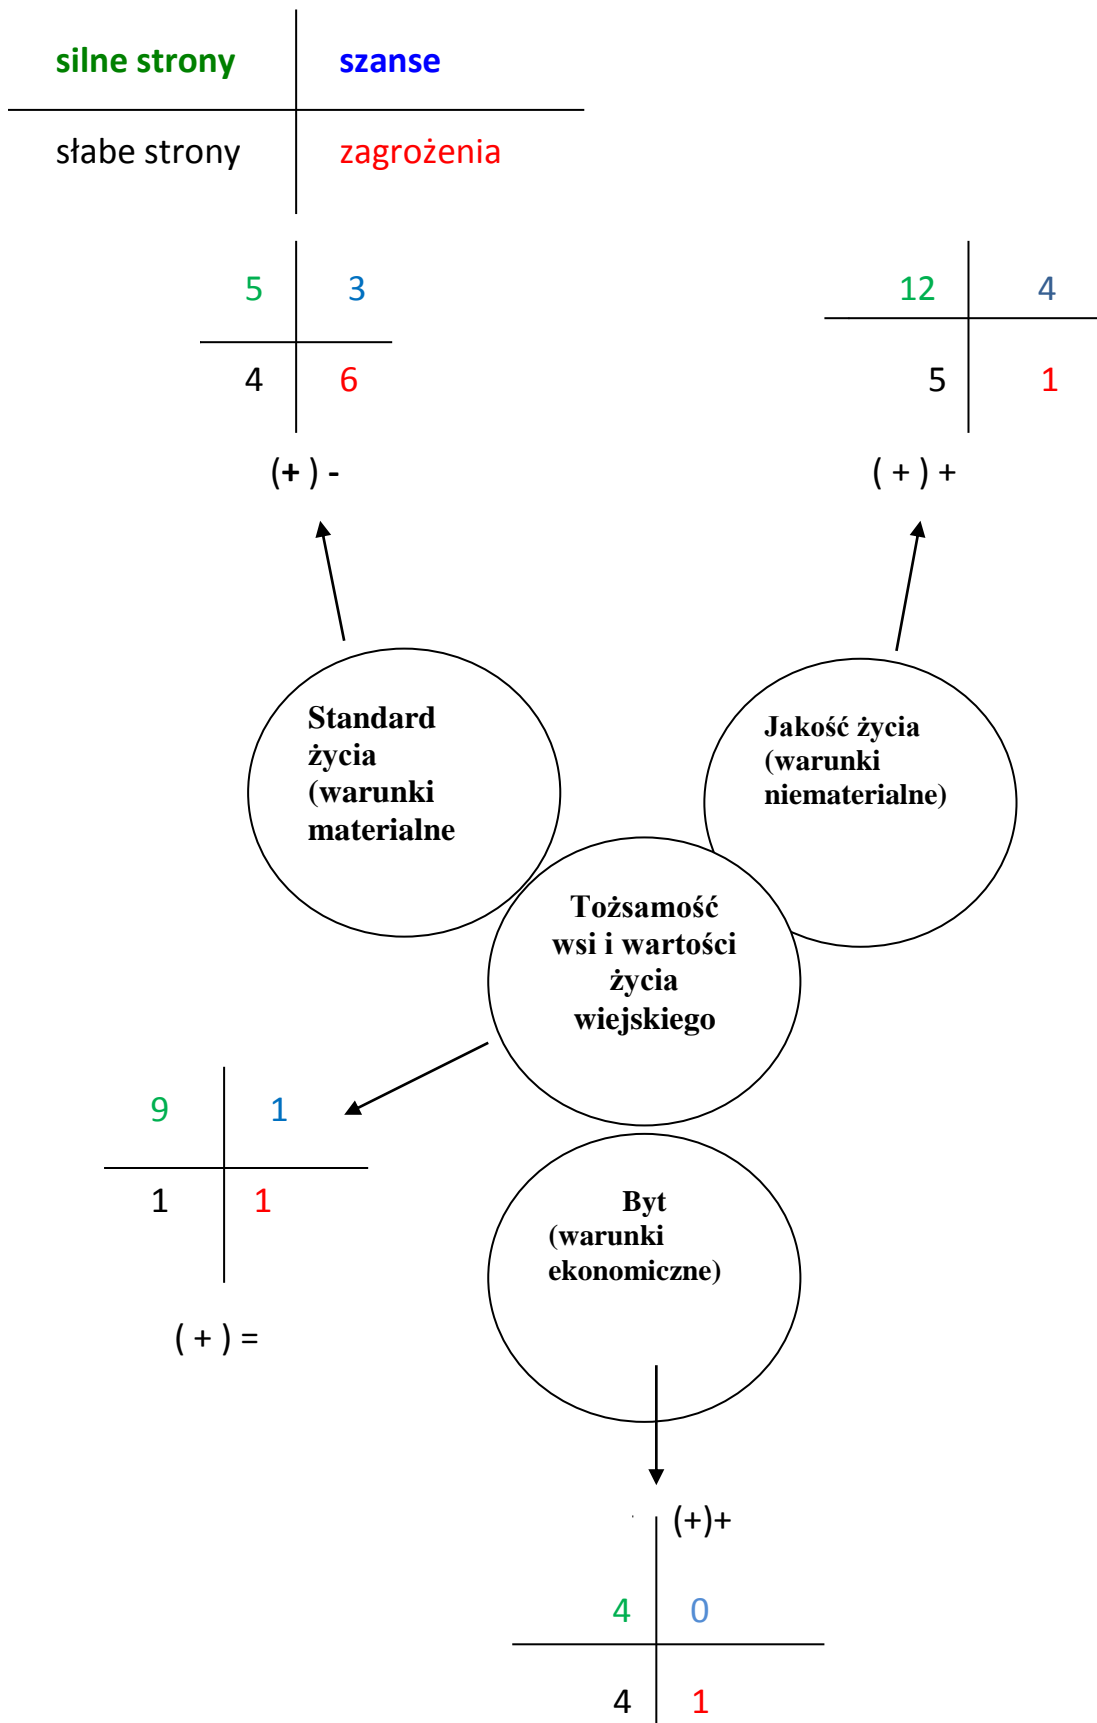 silne strony szanse
słabe strony zagrożenia
5 3
4 6
(+ ) -
12 4
5 1
( + ) +
Standard
życia
(warunki
materialne
Jakość życia
(warunki
niematerialne)
Tożsamość
wsi i wartości
życia
wiejskiego
9 1
1 1
( + ) =
Byt
(warunki
ekonomiczne)
(+)+
4 0
4 1